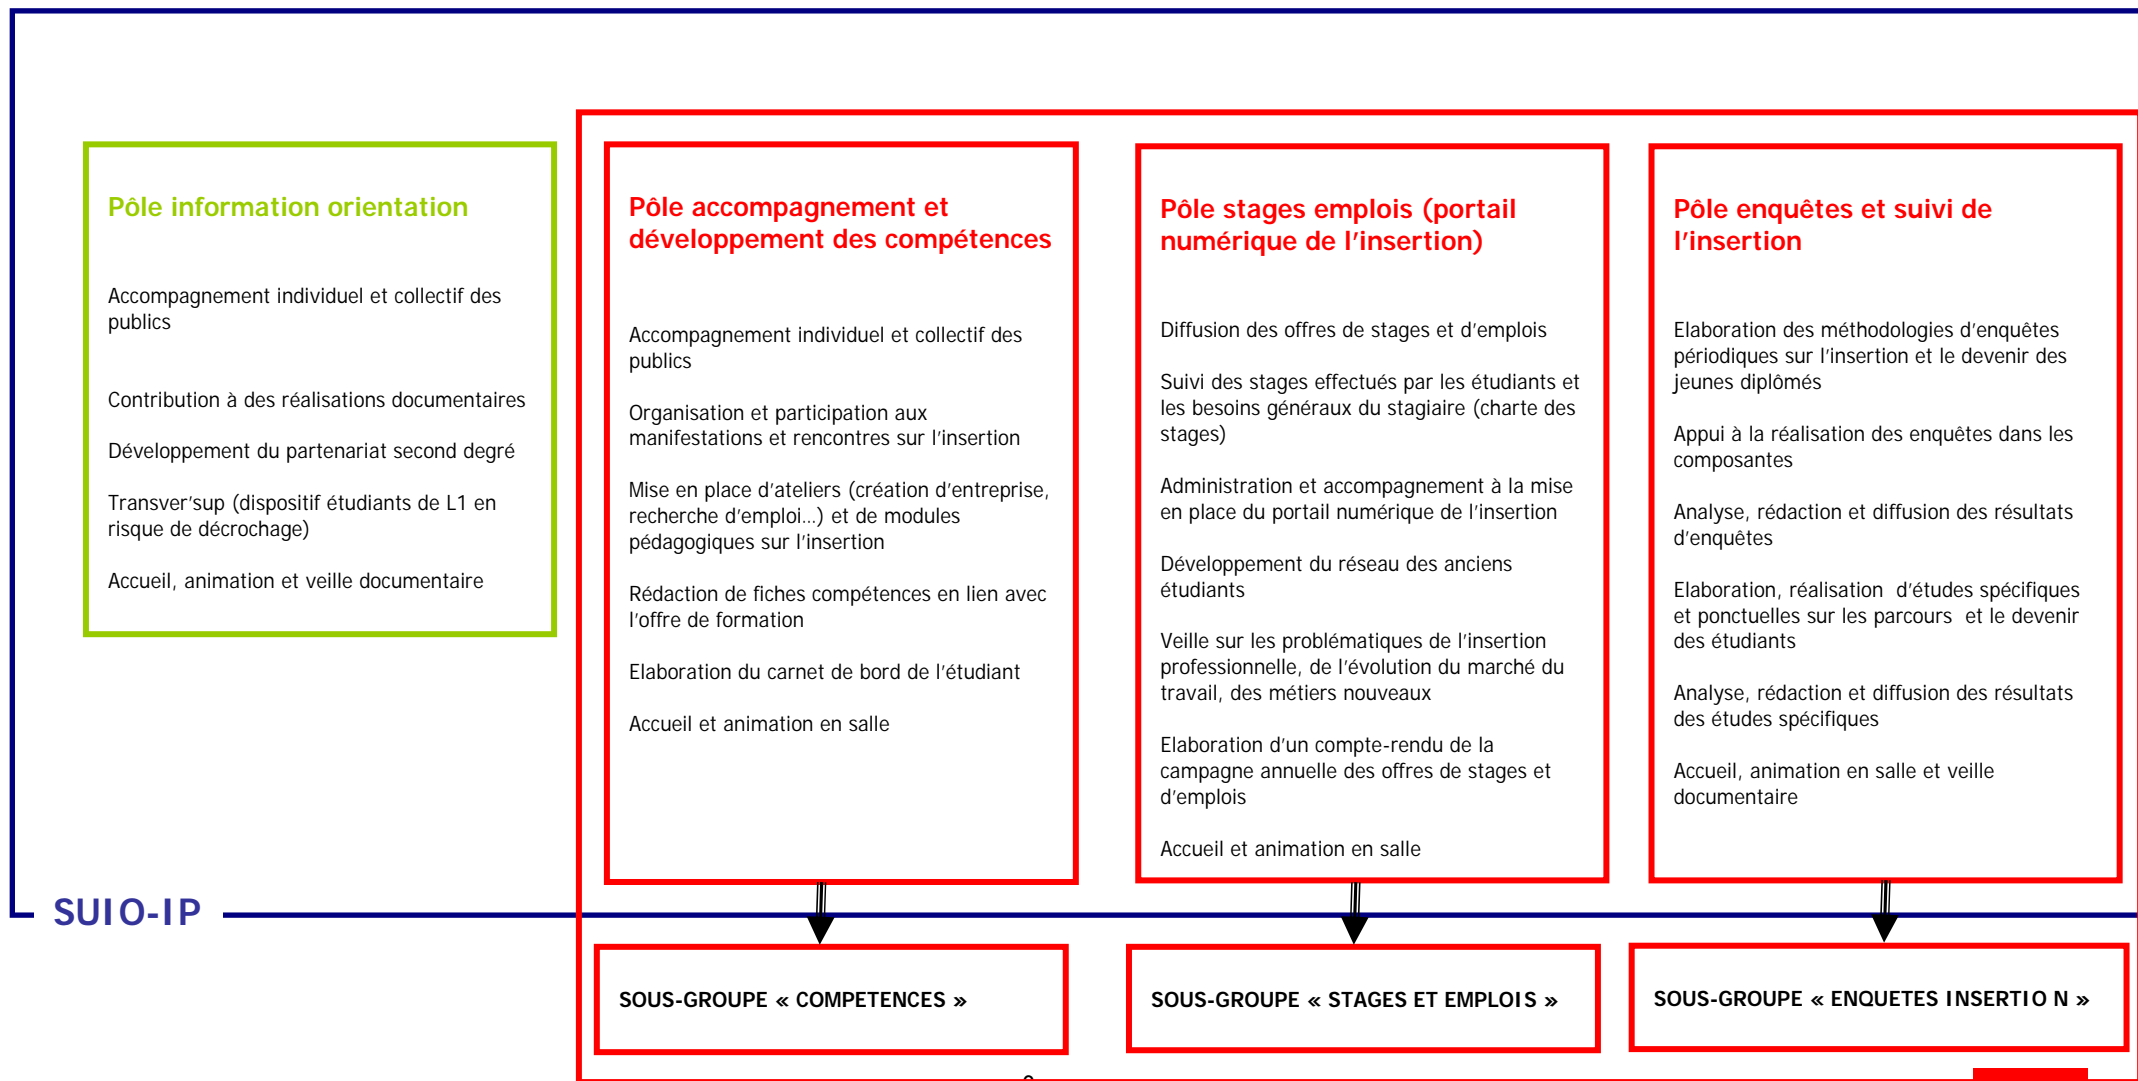 Pôle information orientation
Accompagnement individuel et collectif des
publics
Contribution à des réalisations documentaires
Développement du partenariat second degré
Transver'sup (dispositif étudiants de L1 en
risque de décrochage)
Accueil, animation et veille documentaire
Pôle accompagnement et
développement des compétences
Accompagnement individuel et collectif des
publics
Organisation et participation aux
manifestations et rencontres sur l'insertion
Mise en place d'ateliers (création d'entreprise,
recherche d'emploi…) et de modules
pédagogiques sur l'insertion
Rédaction de fiches compétences en lien avec
l'offre de formation
Elaboration du carnet de bord de l'étudiant
Accueil et animation en salle
Pôle stages emplois (portail
numérique de l'insertion)
Diffusion des offres de stages et d'emplois
Suivi des stages effectués par les étudiants et
les besoins généraux du stagiaire (charte des
stages)
Administration et accompagnement à la mise
en place du portail numérique de l'insertion
Développement du réseau des anciens
étudiants
Veille sur les problématiques de l'insertion
professionnelle, de l'évolution du marché du
travail, des métiers nouveaux
Elaboration d'un compte-rendu de la
campagne annuelle des offres de stages et
d'emplois
Accueil et animation en salle
Pôle enquêtes et suivi de
l'insertion
Elaboration des méthodologies d'enquêtes
périodiques sur l'insertion et le devenir des
jeunes diplômés
Appui à la réalisation des enquêtes dans les
composantes
Analyse, rédaction et diffusion des résultats
d'enquêtes
Elaboration, réalisation d'études spécifiques
et ponctuelles sur les parcours et le devenir
des étudiants
Analyse, rédaction et diffusion des résultats
des études spécifiques
Accueil, animation en salle et veille
documentaire
SUIO-IP
SOUS-GROUPE « COMPETENCES »
SOUS-GROUPE « STAGES ET EMPLOIS »
SOUS-GROUPE « ENQUETES INSERTIO N »